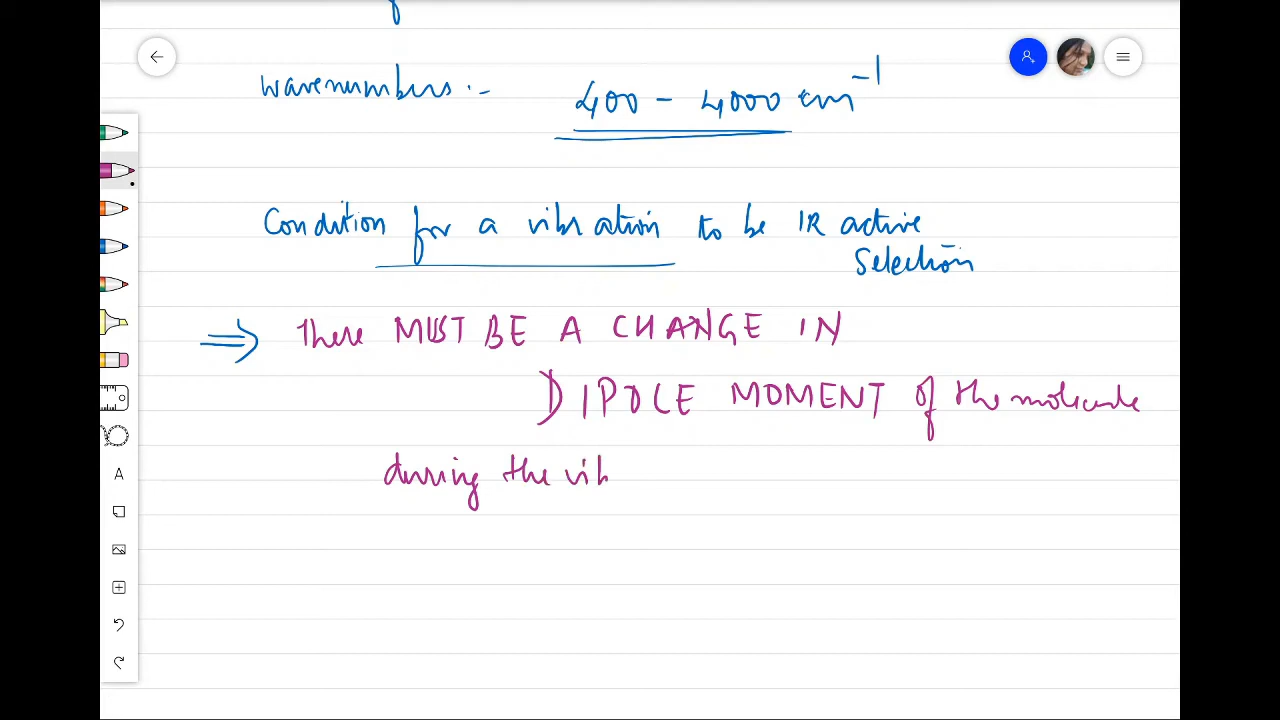 wavenumbers :- 400 - 4000 cm⁻¹
Condition for a vibration to be IR active
Selection
⇒ There MUST BE A CHANGE IN
DIPOLE MOMENT of the molecule
during the vib
A